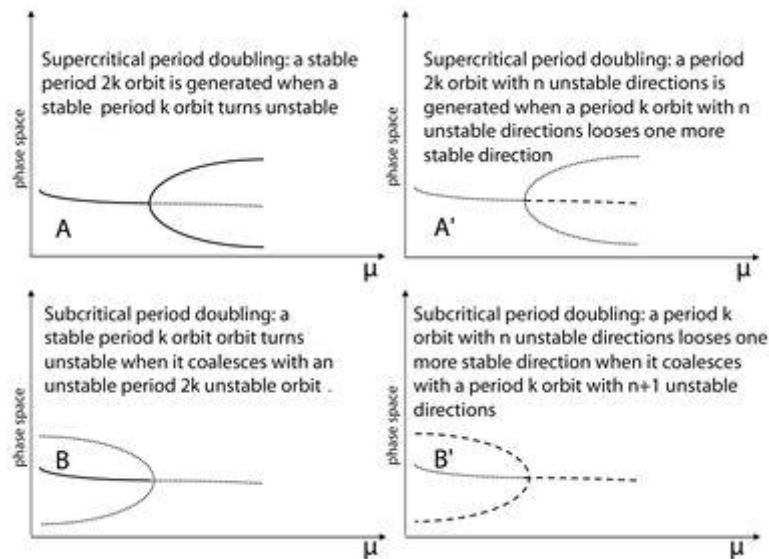 Supercritical period doubling: a stable
period 2k orbit is generated when a
stable period k orbit turns unstable
phase space
A
μ
Supercritical period doubling: a period
2k orbit with n unstable directions is
generated when a period k orbit with n
unstable directions looses one more
stable direction
phase space
A'
μ
Subcritical period doubling: a
stable period k orbit orbit turns
unstable when it coalesces with an
unstable period 2k unstable orbit .
phase space
B
μ
Subcritical period doubling: a period k
orbit with n unstable directions looses one
more stable direction when it coalesces
with a period k orbit with n+1 unstable
directions
phase space
B'
μ